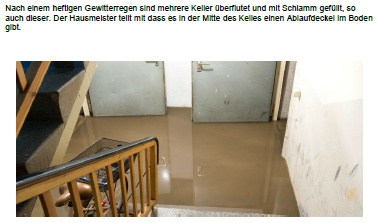 Nach einem heftigen Gewitterregen sind mehrere Keller überflutet und mit Schlamm gefüllt, so
auch dieser. Der Hausmeister teilt mit dass es in der Mitte des Kelles einen Ablaufdeckel im Boden
gibt.